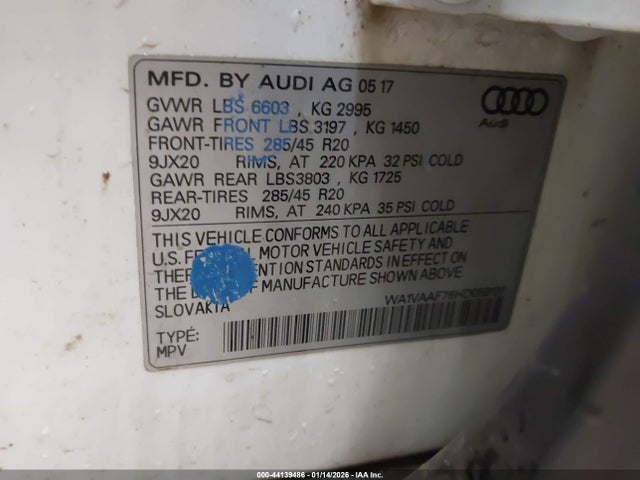 MFD. BY AUDI AG 05 17
GVWR LBS 6603 , KG 2995
GAWR FRONT LBS 3197 , KG 1450
FRONT-TIRES 285/45 R20
9JX20 RIMS, AT 220 KPA 32 PSI COLD
GAWR REAR LBS3803 , KG 1725
REAR-TIRES 285/45 R20
9JX20 RIMS, AT 240 KPA 35 PSI COLD
Audi
THIS VEHICLE CONFORMS TO ALL APPLICABLE
U.S. MOTOR VEHICLE SAFETY AND
STANDARDS IN EFFECT ON
THE OF MANUFACTURE SHOWN ABOVE
SLOVAKIA
TYPE:
MPV
000-44139486 - 01/14/2026 - IAA Inc.